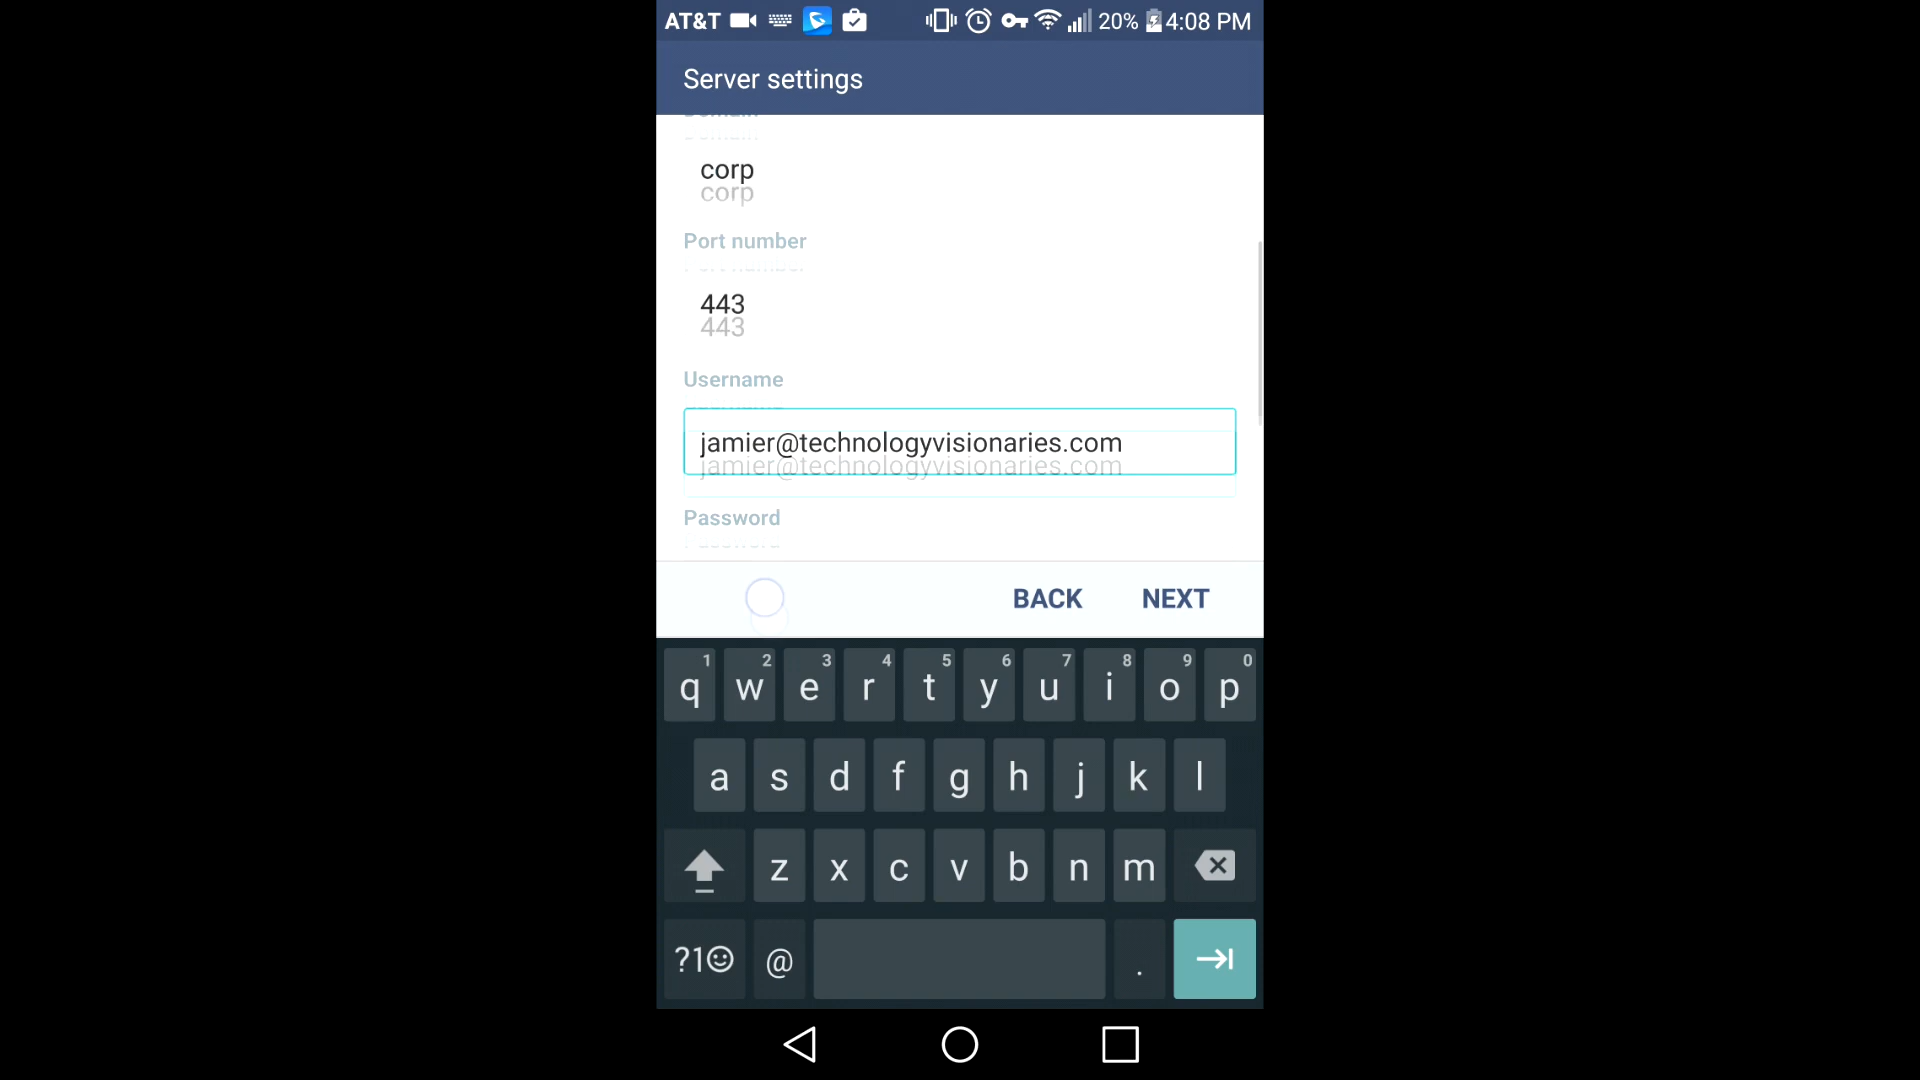 AT&T 20% 4:08 PM
Server settings
Domain
corp
corp
Port number
Port number
443
443
Username
jamier@technologyvisionaries.com
jamier@technologyvisionaries.com
Password
Password
BACK NEXT
q 1 w 2 e 3 r 4 t 5 y 6 u 7 i 8 o 9 p 0
a s d f g h j k l
z x c v b n m
?1☺ @ .